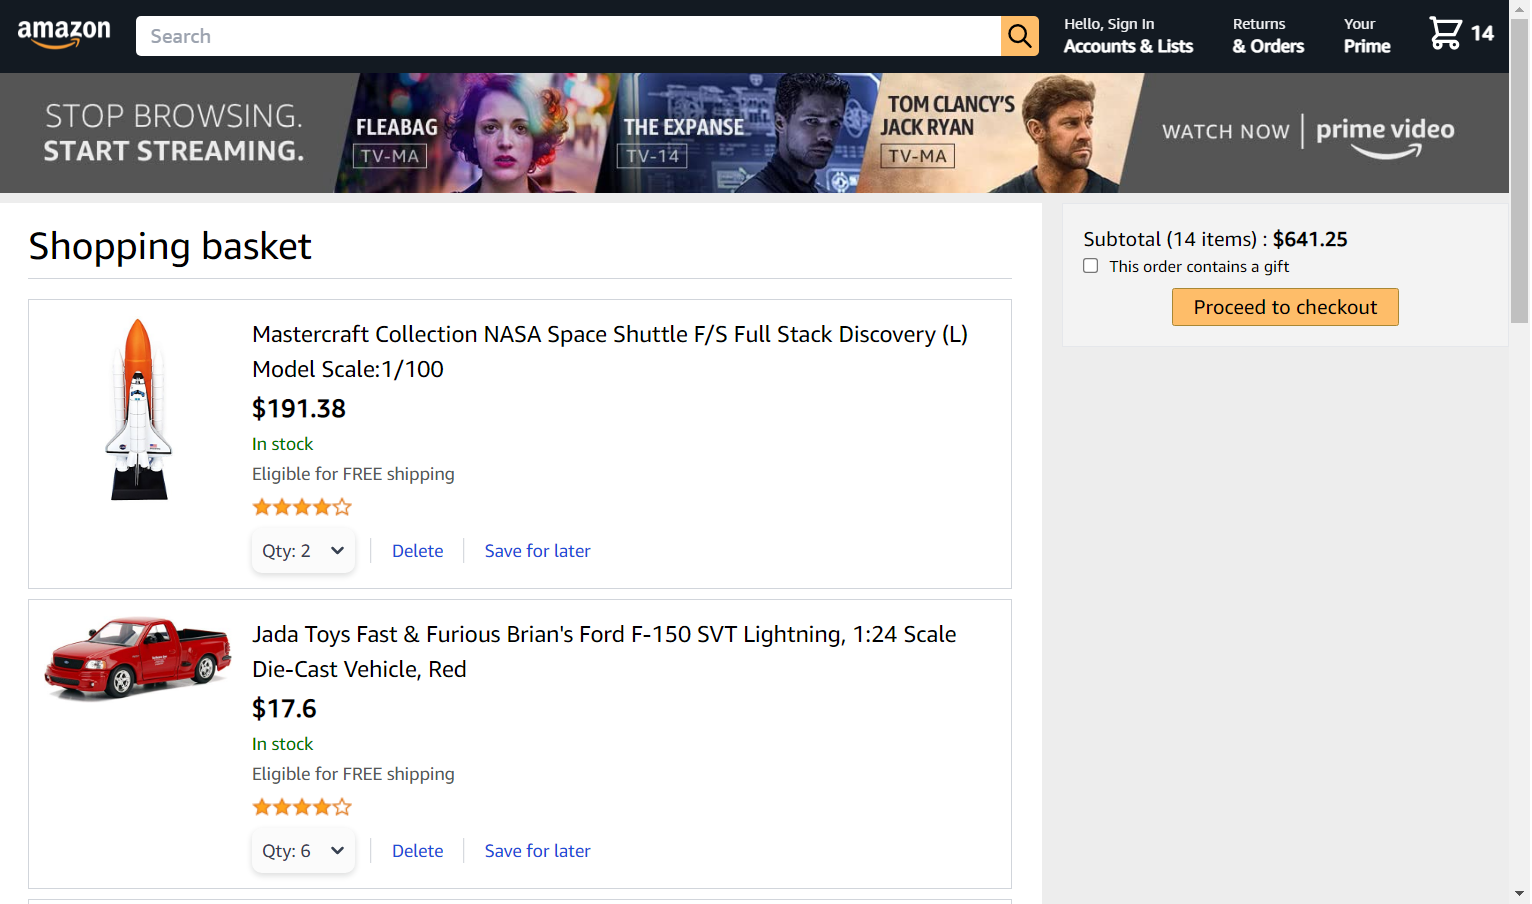 amazon
Search
Hello, Sign In
Accounts & Lists
Returns
& Orders
Your
Prime
14
STOP BROWSING.
START STREAMING.
FLEABAG
TV-MA
THE EXPANSE
TV-14
TOM CLANCY'S
JACK RYAN
TV-MA
WATCH NOW
prime video
Shopping basket
Mastercraft Collection NASA Space Shuttle F/S Full Stack Discovery (L)
Model Scale:1/100
$191.38
In stock
Eligible for FREE shipping
Qty: 2
Delete
Save for later
Jada Toys Fast & Furious Brian's Ford F-150 SVT Lightning, 1:24 Scale
Die-Cast Vehicle, Red
$17.6
In stock
Eligible for FREE shipping
Qty: 6
Delete
Save for later
Subtotal (14 items) : $641.25
This order contains a gift
Proceed to checkout